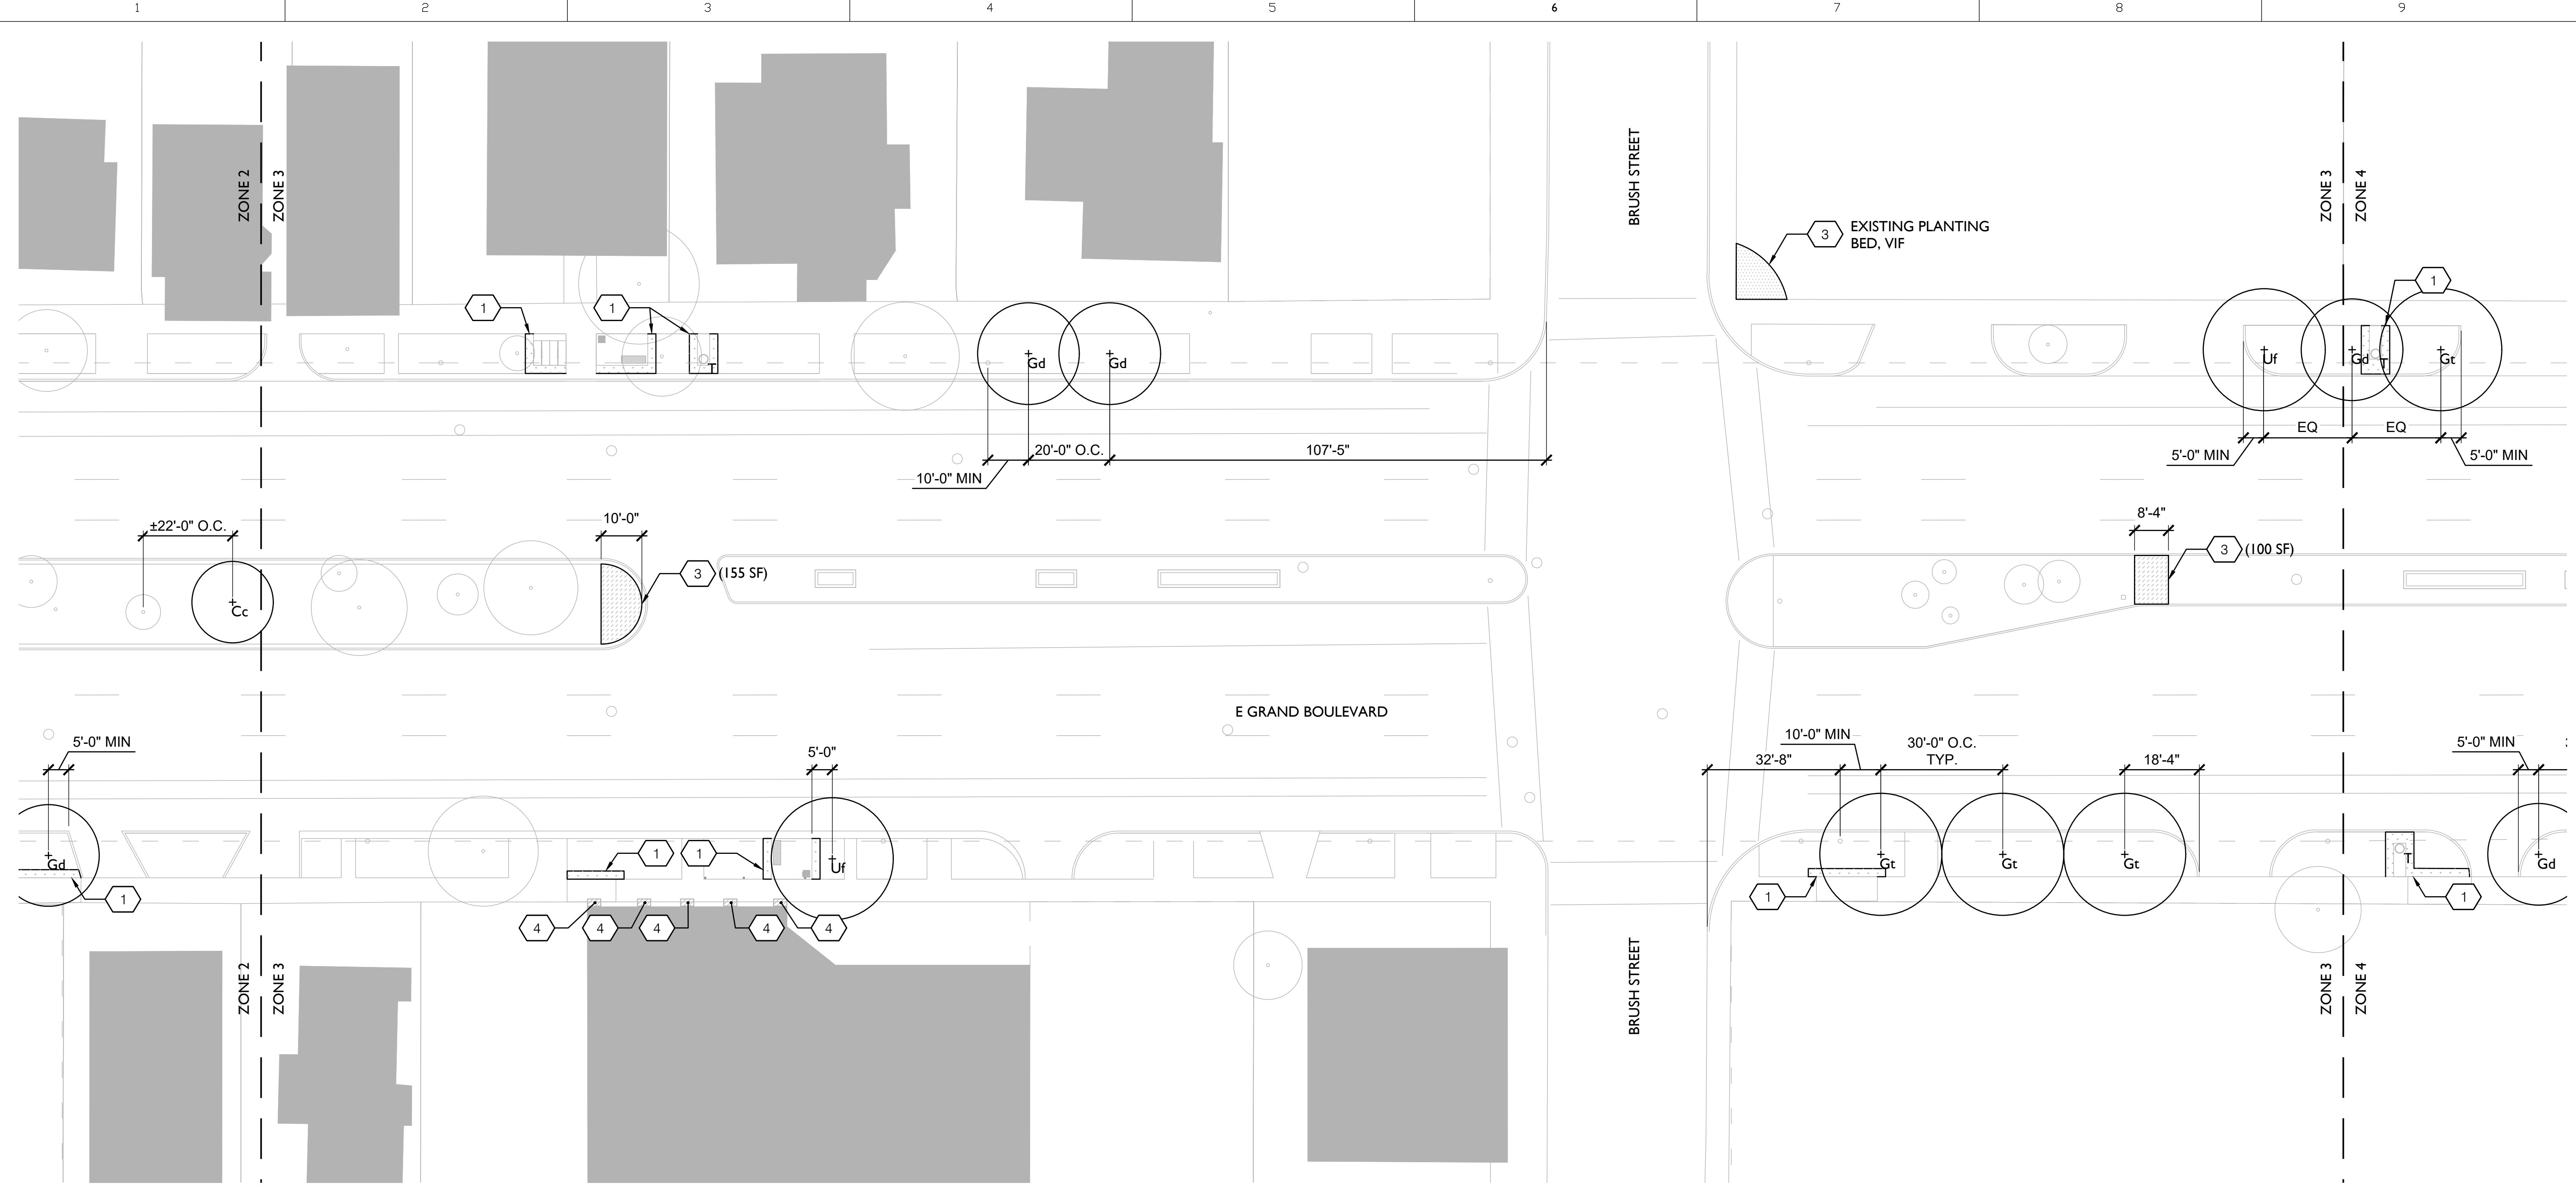 1 2 3 4 5 6 7 8 9
ZONE 2
ZONE 3
BRUSH STREET
ZONE 3
ZONE 4
3 EXISTING PLANTING
BED, VIF
1
1
1
T
Gd
Gd
Uf
Gd
T
Gt
EQ
EQ
20'-0" O.C.
107'-5"
10'-0" MIN
5'-0" MIN
5'-0" MIN
±22'-0" O.C.
10'-0"
8'-4"
3 (155 SF)
3 (100 SF)
Cc
E GRAND BOULEVARD
5'-0" MIN
5'-0"
10'-0" MIN
30'-0" O.C.
TYP.
32'-8"
18'-4"
5'-0" MIN
Gd
1
1
Uf
Gt
Gt
Gt
T
Gd
1
1
1
4
4
4
4
4
ZONE 2
ZONE 3
BRUSH STREET
ZONE 3
ZONE 4